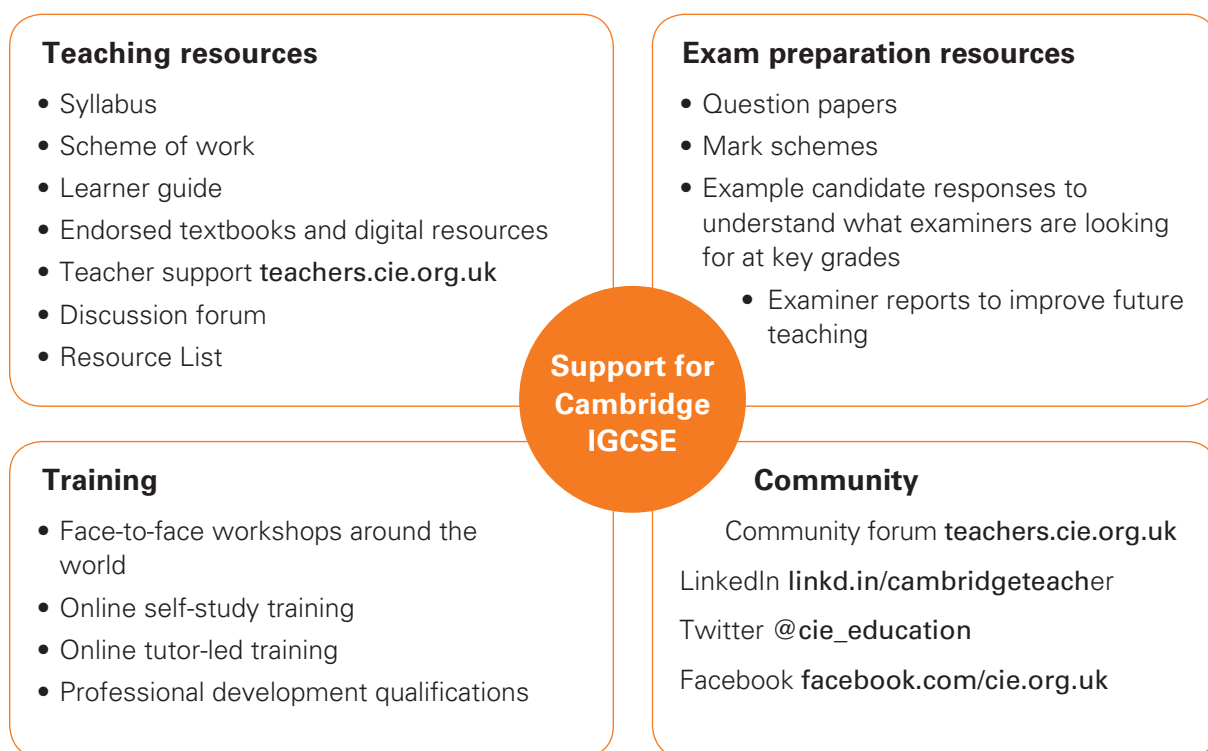 Teaching resources
• Syllabus
• Scheme of work
• Learner guide
• Endorsed textbooks and digital resources
• Teacher support teachers.cie.org.uk
• Discussion forum
• Resource List
Exam preparation resources
• Question papers
• Mark schemes
• Example candidate responses to
understand what examiners are looking
for at key grades
• Examiner reports to improve future
teaching
Support for
Cambridge
IGCSE
Training
• Face-to-face workshops around the
world
• Online self-study training
• Online tutor-led training
• Professional development qualifications
Community
Community forum teachers.cie.org.uk
LinkedIn linkd.in/cambridgeteacher
Twitter @cie_education
Facebook facebook.com/cie.org.uk